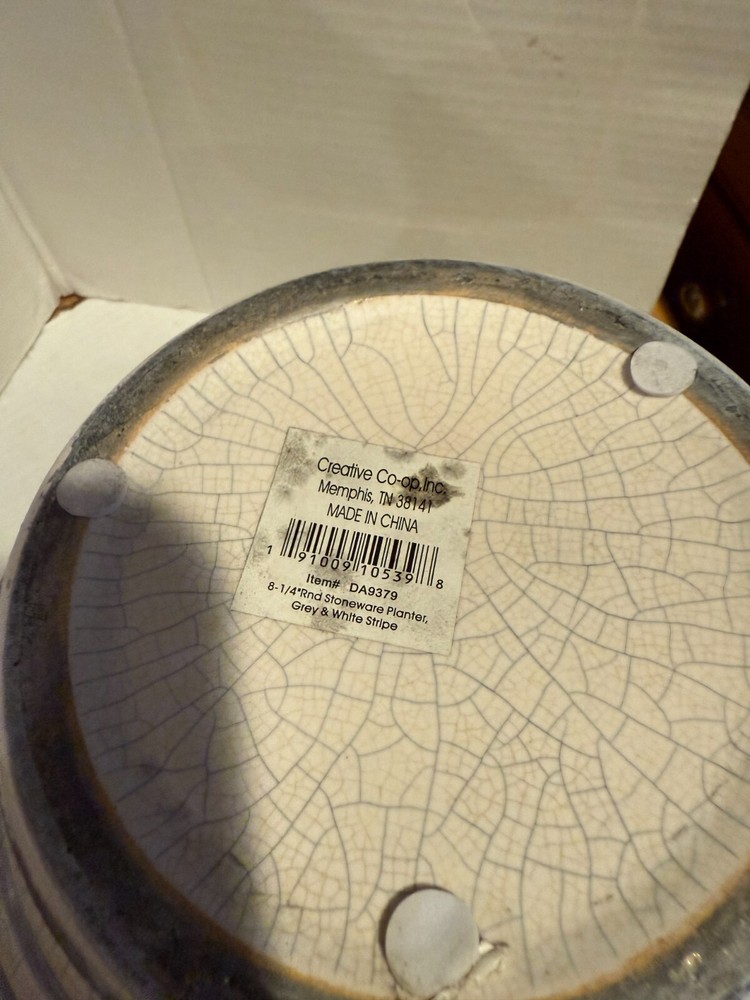 Creative Co-op, Inc.
Memphis, TN 38141
MADE IN CHINA
1 91009 10539 8
Item# DA9379
8-1/4"Rnd Stoneware Planter,
Grey & White Stripe